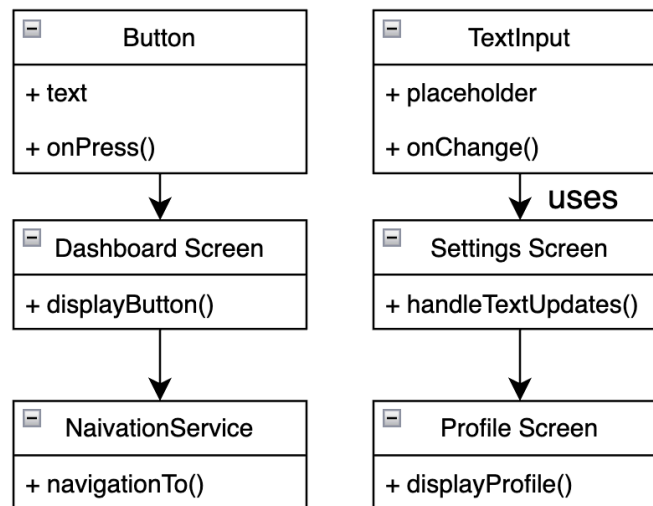 Button
+ text
+ onPress()
Dashboard Screen
+ displayButton()
NaivationService
+ navigationTo()
TextInput
+ placeholder
+ onChange()
uses
Settings Screen
+ handleTextUpdates()
Profile Screen
+ displayProfile()